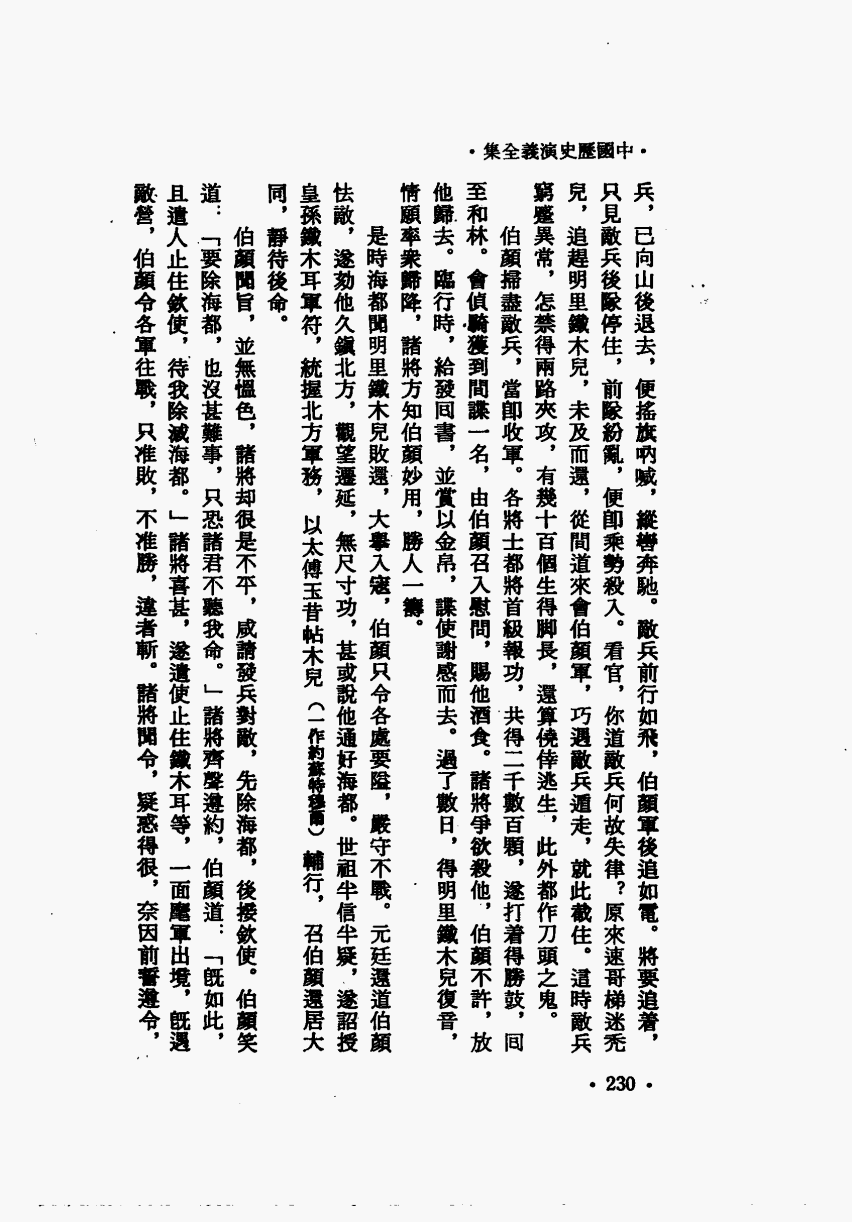 ·中國歷史演義全集·
兵，已向山後退去，便搖旗吶喊，縱轡奔馳。敵兵前行如飛，伯顏軍後追如電。將要追着，
只見敵兵後隊停住，前隊紛亂，便卽乘勢殺入。看官，你道敵兵何故失律？原來速哥梯迷禿
兒，追趕明里鐵木兒，未及而還，從間道來會伯顏軍，巧遇敵兵遁走，就此截住。這時敵兵
窮蹙異常，怎禁得兩路夾攻，有幾十百個生得脚長，還算僥倖逃生，此外都作刀頭之鬼。
伯顏掃盡敵兵，當卽收軍。各將士都將首級報功，共得二千數百顆，遂打着得勝鼓，回
至和林。會偵騎獲到間諜一名，由伯顏召入慰問，賜他酒食。諸將爭欲殺他，伯顏不許，放
他歸去。臨行時，給發回書，並賞以金帛，諜使謝感而去。過了數日，得明里鐵木兒復音，
情願率衆歸降，諸將方知伯顏妙用，勝人一籌。
是時海都聞明里鐵木兒敗還，大舉入寇，伯顏只令各處要隘，嚴守不戰。元廷還道伯顏
怯敵，遂劾他久鎭北方，觀望遷延，無尺寸功，甚或說他通好海都。世祖半信半疑，遂詔授
皇孫鐵木耳軍符，統握北方軍務，以太傅玉昔帖木兒（一作約蘇特穆爾）輔行，召伯顏還居大
同，靜待後命。
伯顏聞旨，並無慍色，諸將却很是不平，咸請發兵對敵，先除海都，後接欽使。伯顏笑
道：「要除海都，也沒甚難事，只恐諸君不聽我命。」諸將齊聲遵約，伯顏道：「旣如此，
且遣人止住欽使，待我除滅海都。」諸將喜甚，遂遣使止住鐵木耳等，一面麾軍出境，旣遇
敵營，伯顏令各軍往戰，只准敗，不准勝，違者斬。諸將聞令，疑惑得很，奈因前誓遵令，
·230·